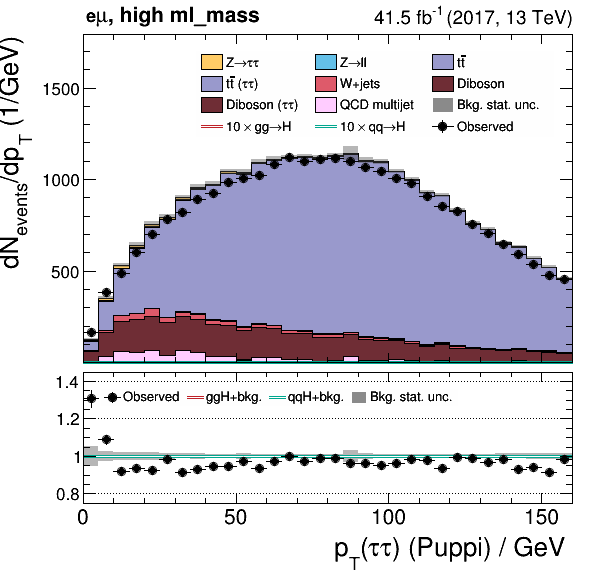 eμ, high ml_mass
41.5 fb⁻¹ (2017, 13 TeV)
dN_events/dp_T (1/GeV)
1500
1000
500
Z→ττ Z→ll tt̄
tt̄ (ττ) W+jets Diboson
Diboson (ττ) QCD multijet Bkg. stat. unc.
10 × gg→H 10 × qq→H Observed
1.4
1.2
1.0
0.8
Observed ggH+bkg. qqH+bkg. Bkg. stat. unc.
0 50 100 150
p_T(ττ) (Puppi) / GeV